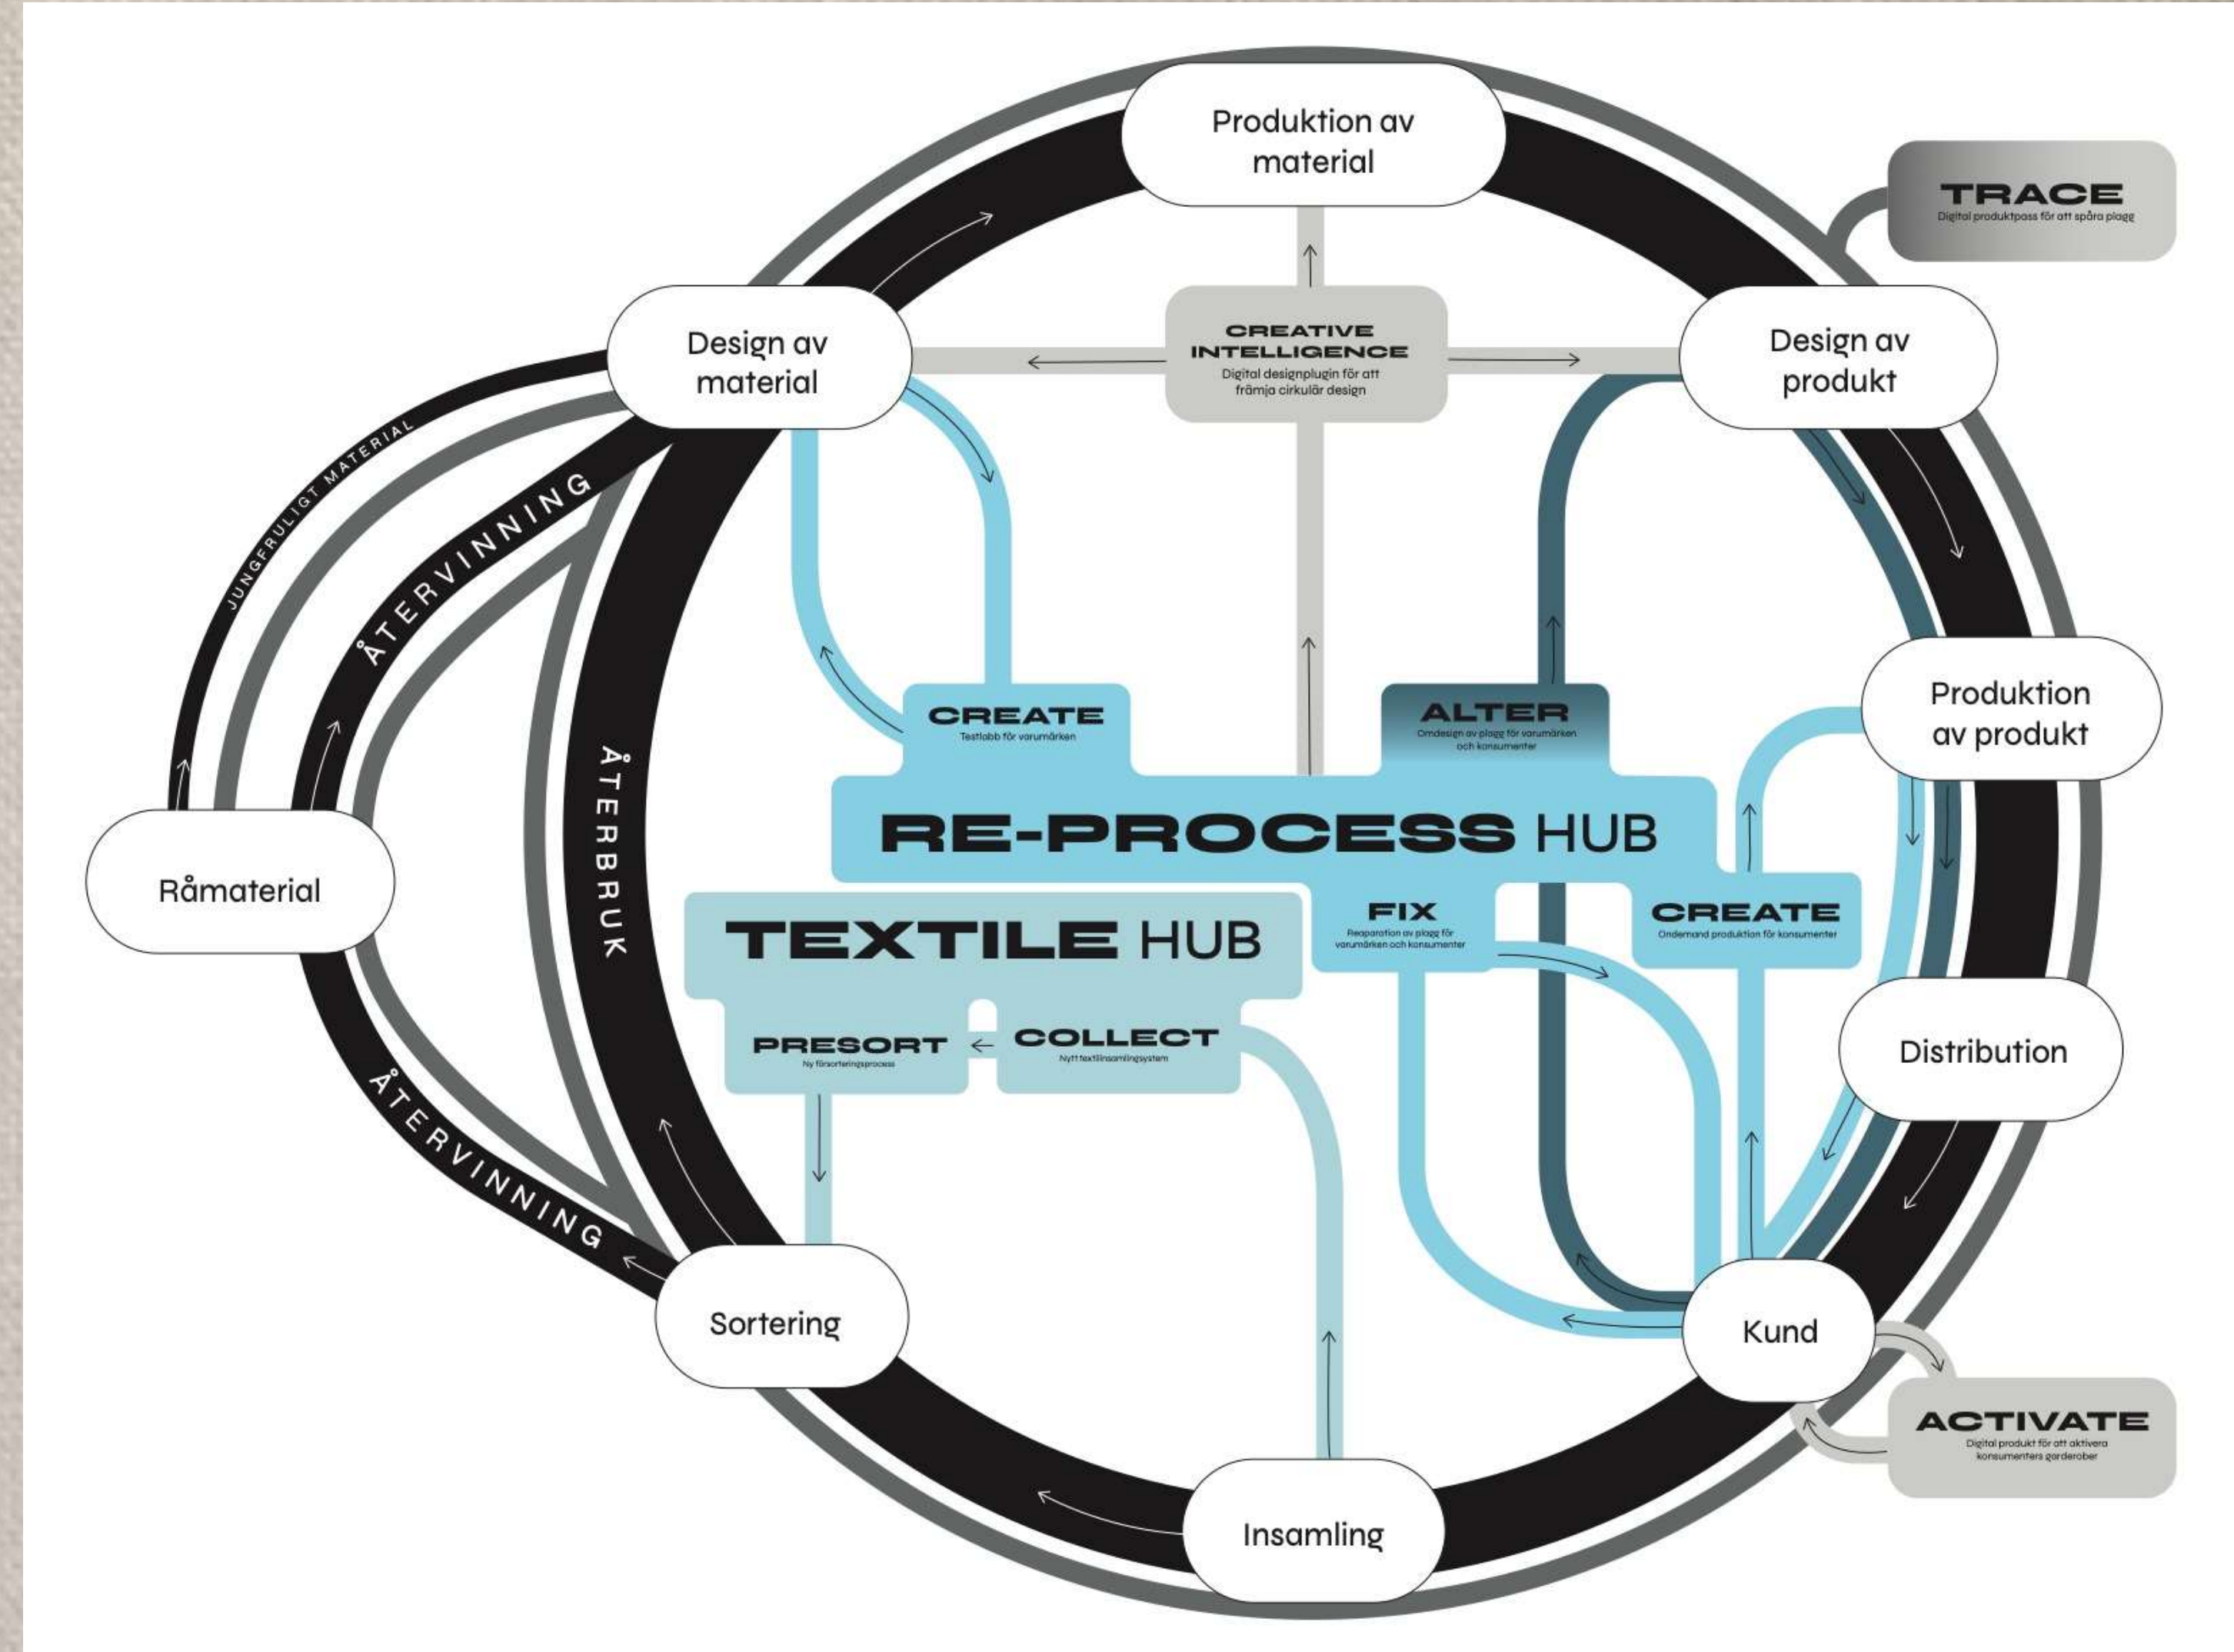 Produktion av
material
TRACE
Digital produktpass för att spåra plagg
Design av
material
CREATIVE
INTELLIGENCE
Digital designplugin för att
främja cirkulär design
Design av
produkt
JUNGFRULIGT MATERIAL
ÅTERVINNING
ÅTERBRUK
CREATE
Testlabb för varumärken
ALTER
Omdesign av plagg för varumärken
och konsumenter
Produktion
av produkt
RE-PROCESS HUB
Råmaterial
TEXTILE HUB
FIX
Reaparation av plagg för
varumärken och konsumenter
CREATE
Ondemand produktion för konsumenter
PRESORT
Ny försorteringsprocess
COLLECT
Nytt textilinsamlingsystem
Distribution
ÅTERVINNING
Sortering
Kund
ACTIVATE
Digital produkt för att aktivera
konsumenters garderober
Insamling